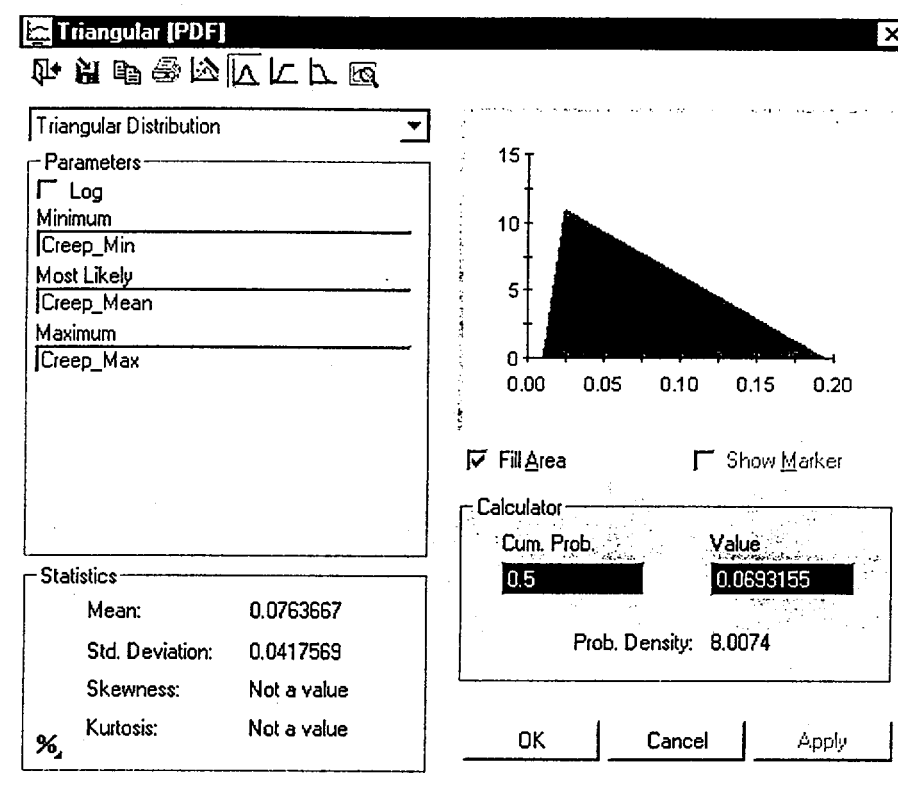 Triangular [PDF]
Triangular Distribution
Parameters
Log
Minimum
Creep_Min
Most Likely
Creep_Mean
Maximum
Creep_Max
Statistics
Mean: 0.0763667
Std. Deviation: 0.0417569
Skewness: Not a value
Kurtosis: Not a value
%
15
10
5
0
0.00 0.05 0.10 0.15 0.20
Fill Area Show Marker
Calculator
Cum. Prob. Value
0.5 0.0693155
Prob. Density: 8.0074
OK Cancel Apply